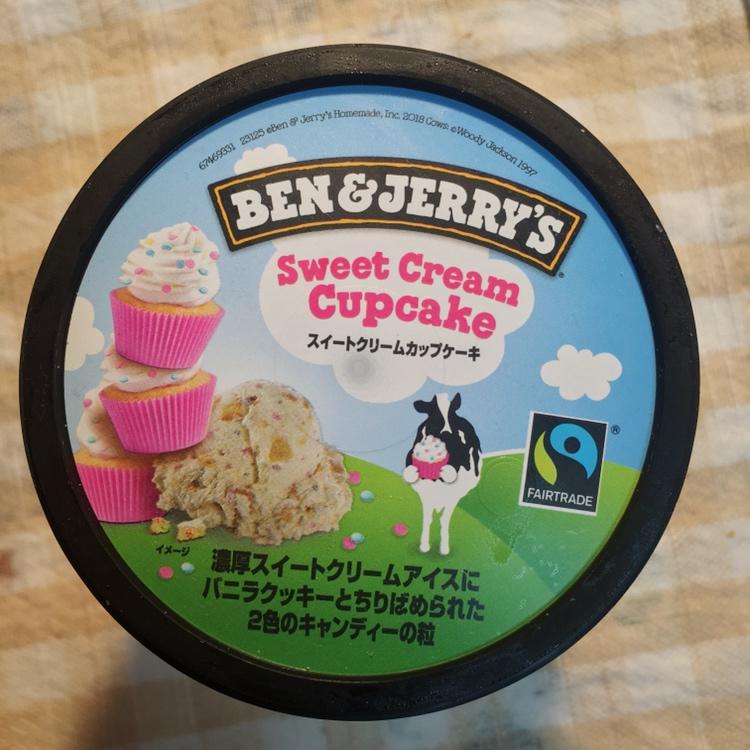 67469331 23125 ©Ben & Jerry's Homemade, Inc. 2018 Cows: ©Woody Jackson 1997
BEN & JERRY'S®
Sweet Cream
Cupcake
スイートクリームカップケーキ
FAIRTRADE
®
イメージ
濃厚スイートクリームアイスに
バニラクッキーとちりばめられた
2色のキャンディーの粒